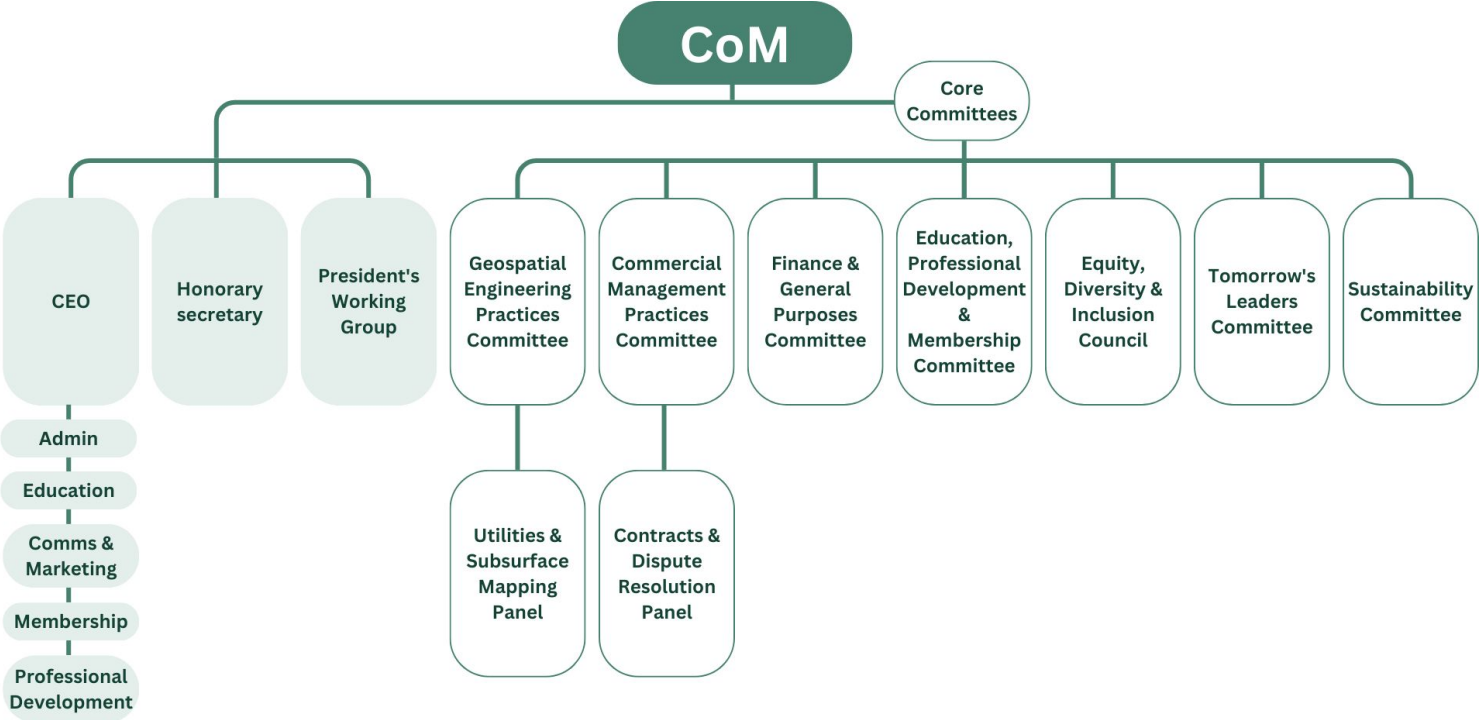 CoM
Core
Committees
CEO
Honorary
secretary
President's
Working
Group
Geospatial
Engineering
Practices
Committee
Commercial
Management
Practices
Committee
Finance &
General
Purposes
Committee
Education,
Professional
Development
&
Membership
Committee
Equity,
Diversity &
Inclusion
Council
Tomorrow's
Leaders
Committee
Sustainability
Committee
Admin
Education
Comms &
Marketing
Membership
Professional
Development
Utilities &
Subsurface
Mapping
Panel
Contracts &
Dispute
Resolution
Panel